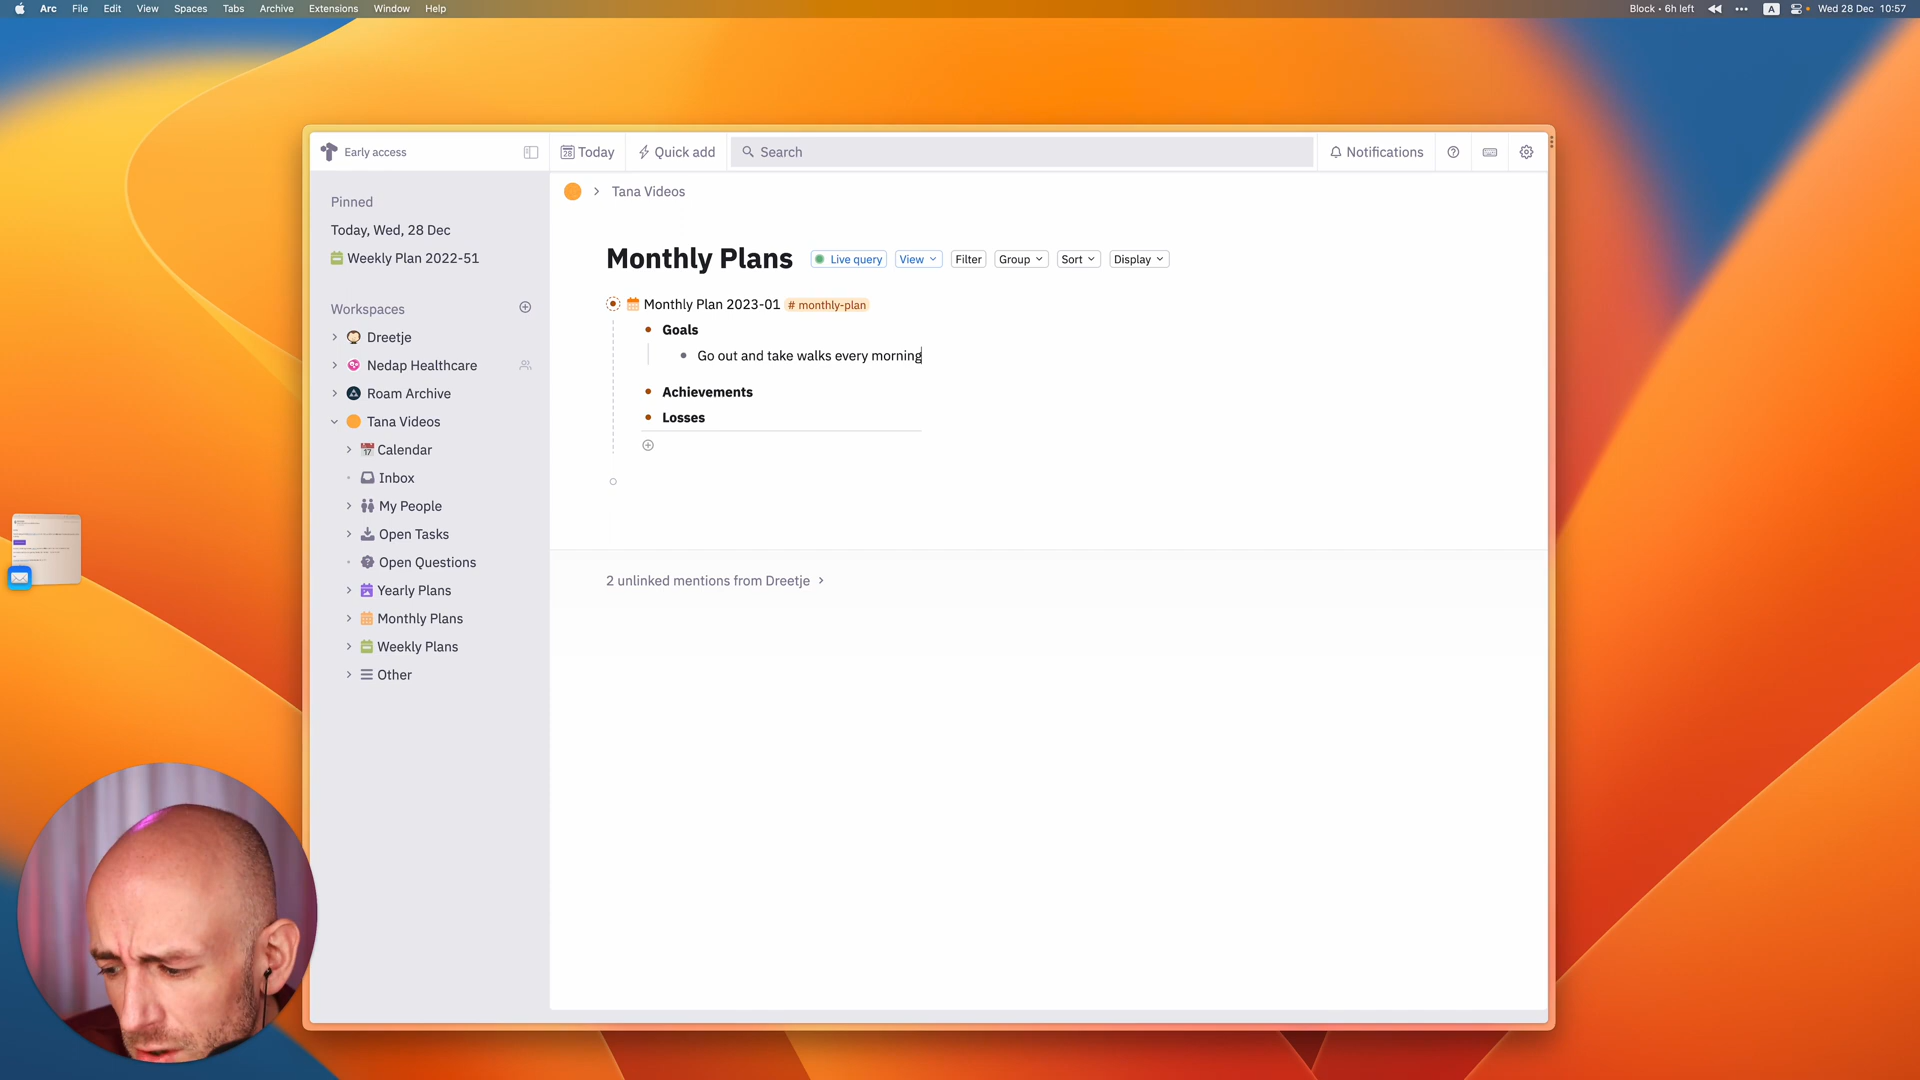 Arc File Edit View Spaces Tabs Archive Extensions Window Help
Block • 6h left A Wed 28 Dec 10:57
Early access
Today Quick add Search Notifications
Pinned
Today, Wed, 28 Dec
Weekly Plan 2022-51
Workspaces
Dreetje
Nedap Healthcare
Roam Archive
Tana Videos
Calendar
Inbox
My People
Open Tasks
Open Questions
Yearly Plans
Monthly Plans
Weekly Plans
Other
Tana Videos
Monthly Plans Live query View Filter Group Sort Display
Monthly Plan 2023-01 # monthly-plan
Goals
Go out and take walks every morning
Achievements
Losses
2 unlinked mentions from Dreetje